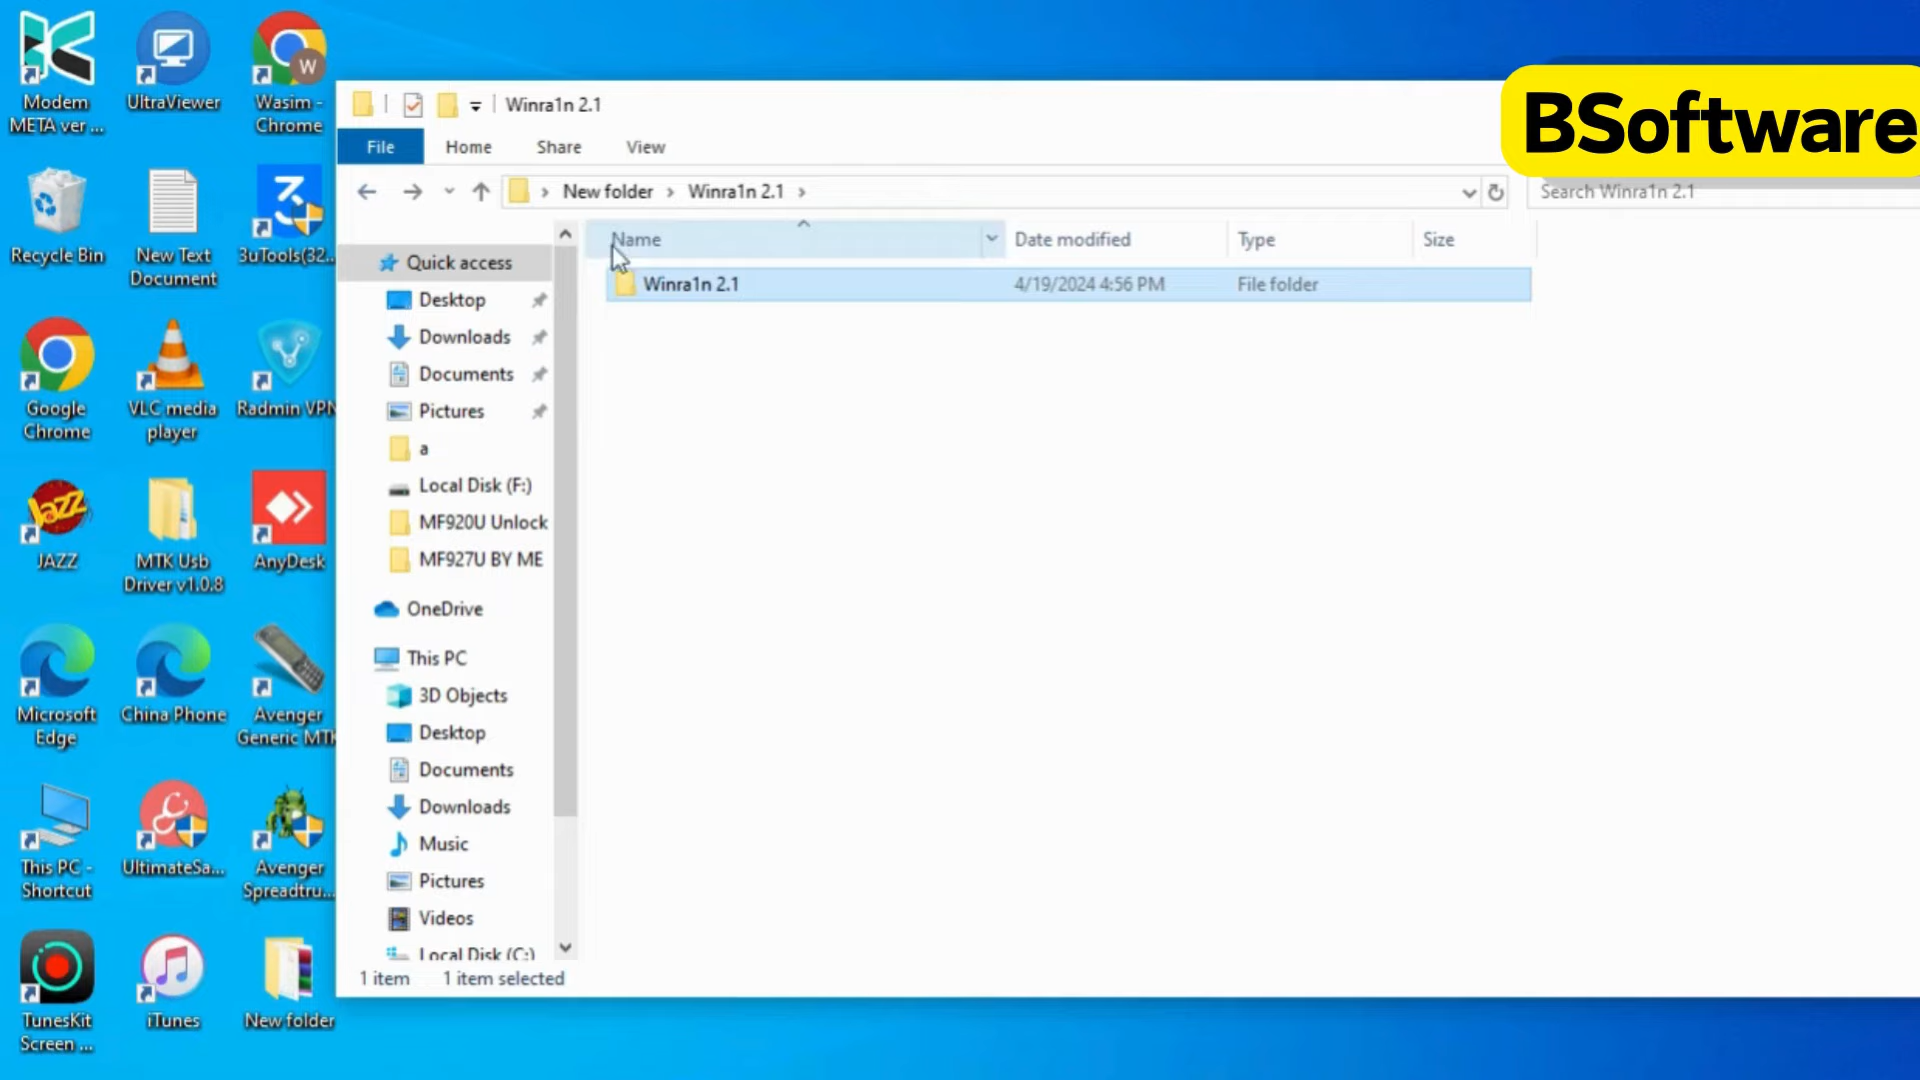 Modem
META ver ...
UltraViewer
Wasim -
Chrome
W
Recycle Bin
New Text
Document
3uTools(32...
Google
Chrome
VLC media
player
Radmin VPN
Jazz
JAZZ
MTK Usb
Driver v1.0.8
AnyDesk
Microsoft
Edge
China Phone
Avenger
Generic MTK
This PC -
Shortcut
UltimateSa...
Avenger
Spreadtru...
TunesKit
Screen ...
iTunes
New folder
Winra1n 2.1
BSoftware
File
Home
Share
View
New folder > Winra1n 2.1 >
Search Winra1n 2.1
Name
Date modified
Type
Size
Winra1n 2.1
4/19/2024 4:56 PM
File folder
Quick access
Desktop
Downloads
Documents
Pictures
a
Local Disk (F:)
MF920U Unlock
MF927U BY ME
OneDrive
This PC
3D Objects
Desktop
Documents
Downloads
Music
Pictures
Videos
Local Disk (C:)
1 item
1 item selected